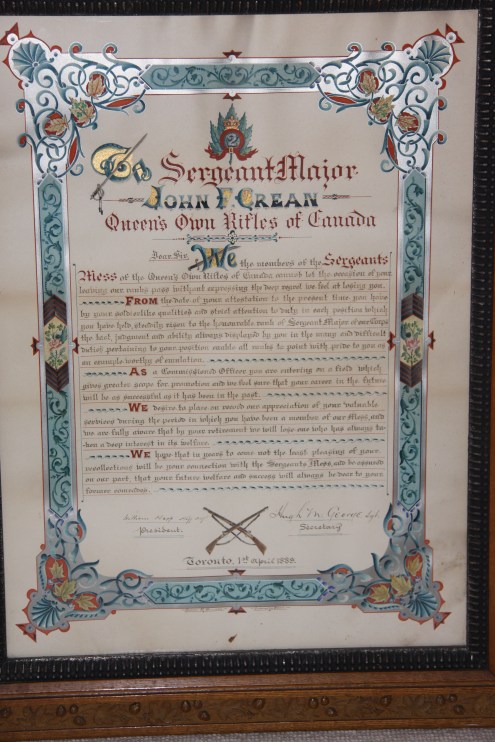 2
To Sergeant Major
John F. Crean
Queen's Own Rifles of Canada
Dear Sir, We the members of the Sergeants
Mess of the Queen's Own Rifles of Canada cannot let the occasion of your
leaving our ranks pass without expressing the deep regret we feel at losing you.
From the date of your attestation to the present time you have
by your soldierlike qualities and strict attention to duty in each position which
you have held, steadily risen to the honourable rank of Sergeant Major of our Corps
the tact, judgment and ability always displayed by you in the many and difficult
duties pertaining to your position enable all ranks to point with pride to you as
an example worthy of emulation.
As a Commissioned Officer you are entering on a field which
gives greater scope for promotion and we feel sure that your career in the future
will be as successful as it has been in the past.
We desire to place on record our appreciation of your valuable
services during the period in which you have been a member of our Mess, and
we are fully aware that by your retirement we will lose one who has always ta-
ken a deep interest in its welfare.
We hope that in years to come not the least pleasing of your
recollections will be your connection with the Sergeants Mess, and be assured
on our part that your future welfare and success will always be dear to your
former comrades.
Hugh M. George Sgt.
President. Secretary
Toronto, 1st April 1889.